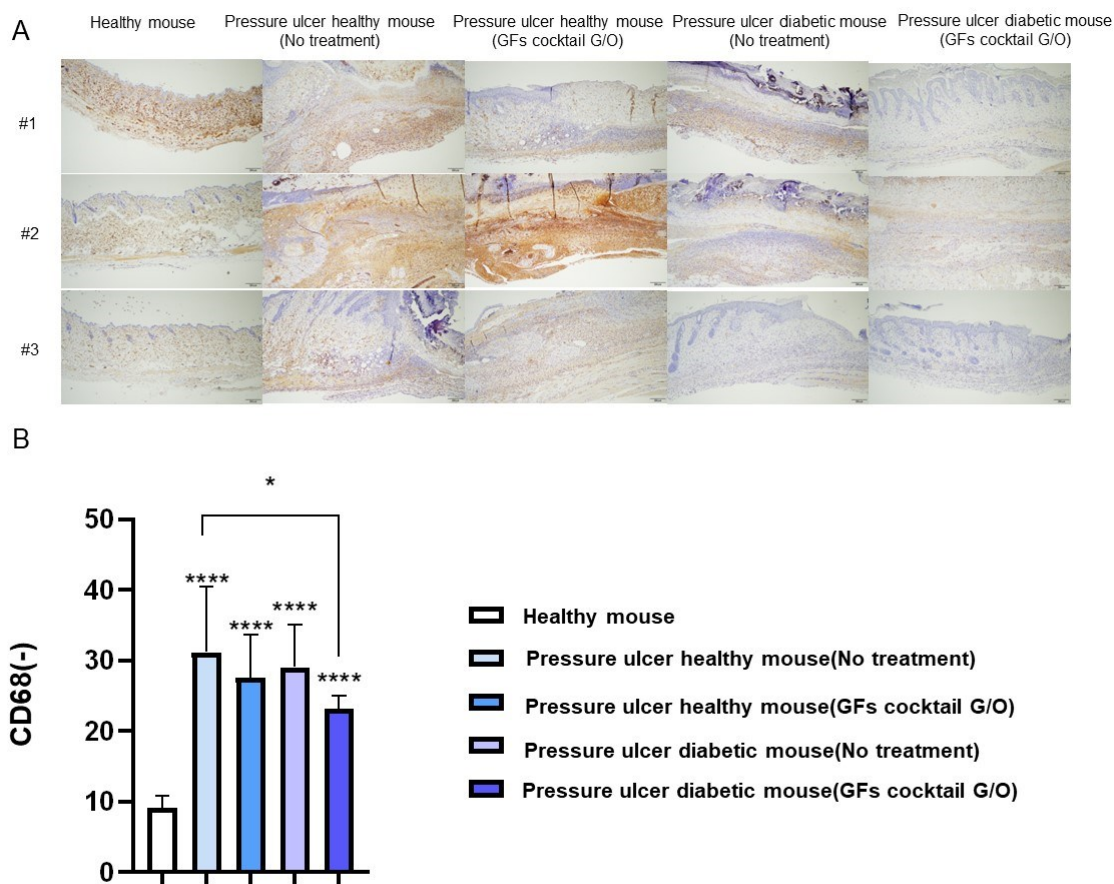 A
Healthy mouse
Pressure ulcer healthy mouse
(No treatment)
Pressure ulcer healthy mouse
(GFs cocktail G/O)
Pressure ulcer diabetic mouse
(No treatment)
Pressure ulcer diabetic mouse
(GFs cocktail G/O)
#1
#2
#3
B
*
50
40
30
20
10
0
CD68(-)
****
****
****
****
Healthy mouse
Pressure ulcer healthy mouse(No treatment)
Pressure ulcer healthy mouse(GFs cocktail G/O)
Pressure ulcer diabetic mouse(No treatment)
Pressure ulcer diabetic mouse(GFs cocktail G/O)